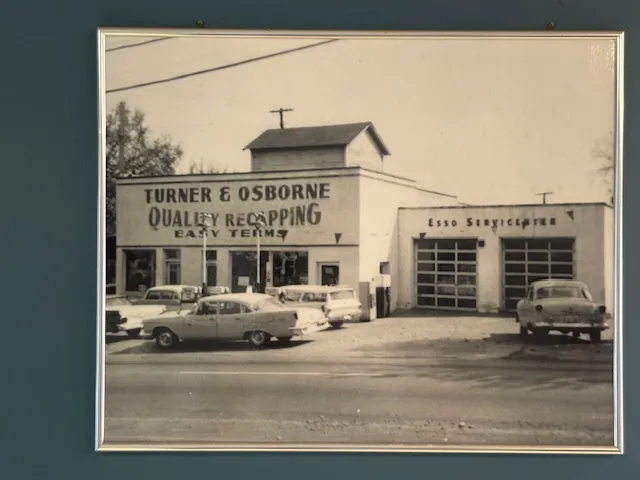 TURNER & OSBORNE
QUALITY RECAPPING
EASY TERMS
ESSO SERVICENTER